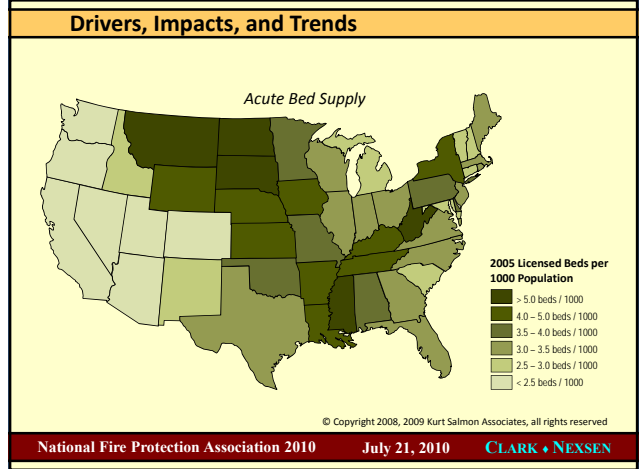 Drivers, Impacts, and Trends
Acute Bed Supply
2005 Licensed Beds per
1000 Population
> 5.0 beds / 1000
4.0 – 5.0 beds / 1000
3.5 – 4.0 beds / 1000
3.0 – 3.5 beds / 1000
2.5 – 3.0 beds / 1000
< 2.5 beds / 1000
© Copyright 2008, 2009 Kurt Salmon Associates, all rights reserved
National Fire Protection Association 2010 July 21, 2010 CLARK ♦ NEXSEN